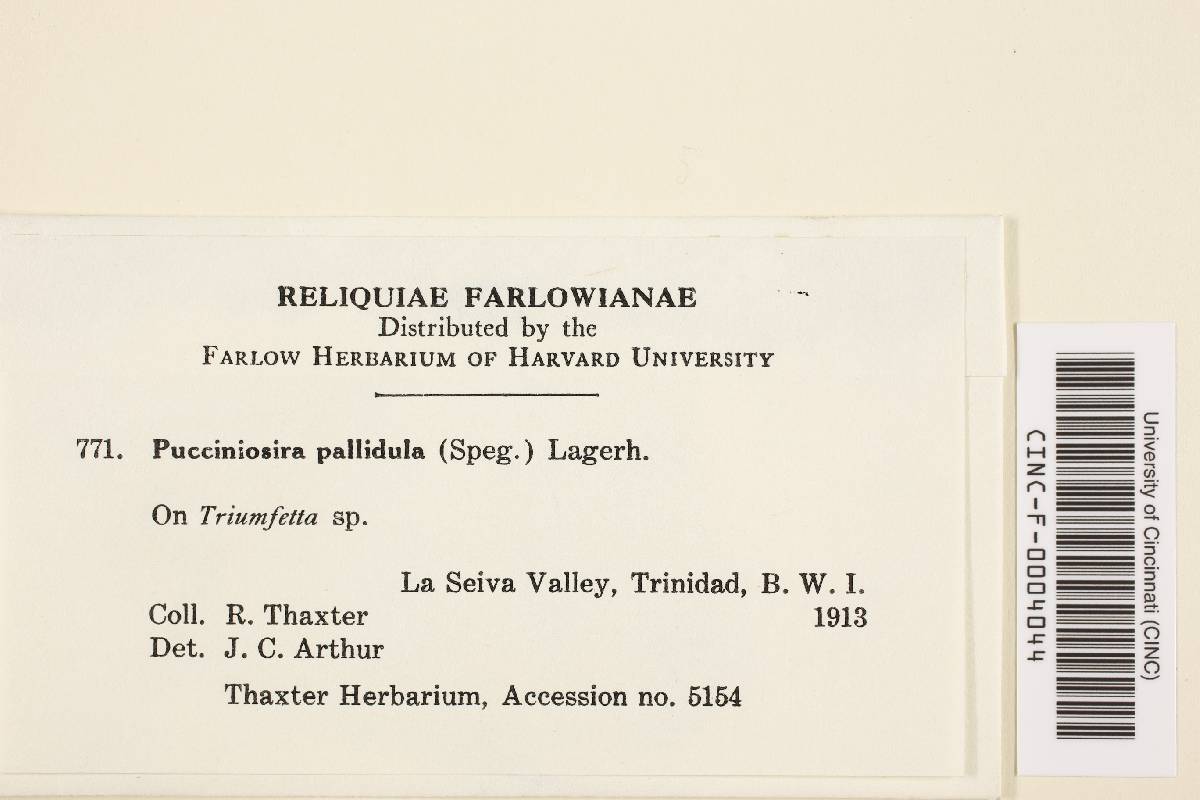 RELIQUIAE FARLOWIANAE
Distributed by the
FARLOW HERBARIUM OF HARVARD UNIVERSITY
771. Pucciniosira pallidula (Speg.) Lagerh.
On Triumfetta sp.
La Seiva Valley, Trinidad, B. W. I.
Coll. R. Thaxter 1913
Det. J. C. Arthur
Thaxter Herbarium, Accession no. 5154
University of Cincinnati (CINC)
CINC-F-0004044